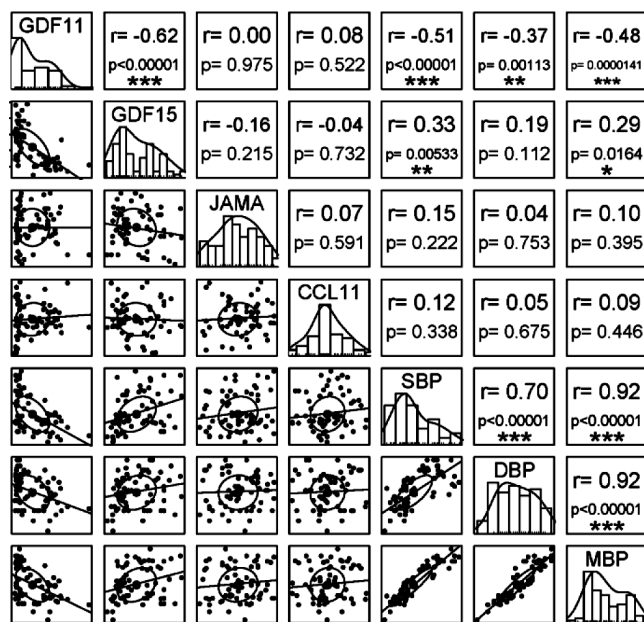 GDF11
r= -0.62
p<0.00001
***
r= 0.00
p= 0.975
r= 0.08
p= 0.522
r= -0.51
p<0.00001
***
r= -0.37
p= 0.00113
**
r= -0.48
p= 0.0000141
***
GDF15
r= -0.16
p= 0.215
r= -0.04
p= 0.732
r= 0.33
p= 0.00533
**
r= 0.19
p= 0.112
r= 0.29
p= 0.0164
*
JAMA
r= 0.07
p= 0.591
r= 0.15
p= 0.222
r= 0.04
p= 0.753
r= 0.10
p= 0.395
CCL11
r= 0.12
p= 0.338
r= 0.05
p= 0.675
r= 0.09
p= 0.446
SBP
r= 0.70
p<0.00001
***
r= 0.92
p<0.00001
***
DBP
r= 0.92
p<0.00001
***
MBP